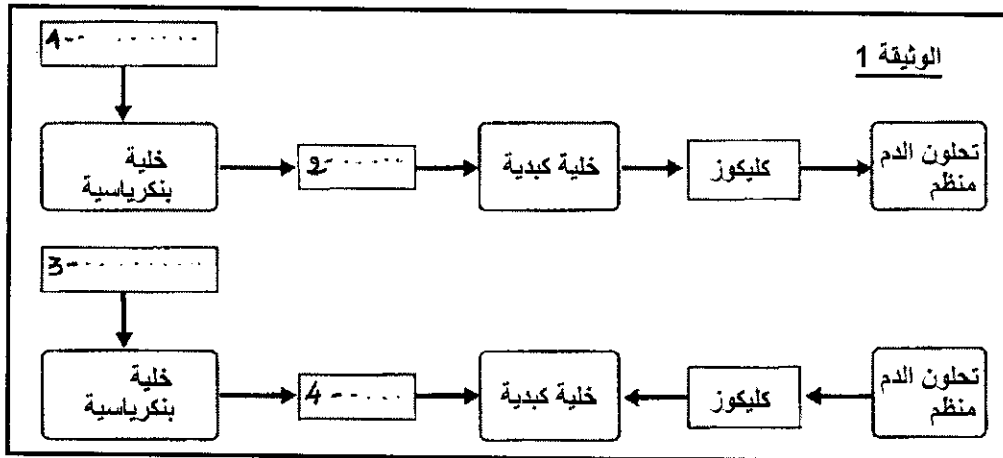 1-.........
الوثيقة 1
خلية
بنكرياسية
2-......
خلية كبدية
كليكوز
تحلون الدم
منظم
3-.........
خلية
بنكرياسية
4-.....
خلية كبدية
كليكوز
تحلون الدم
منظم